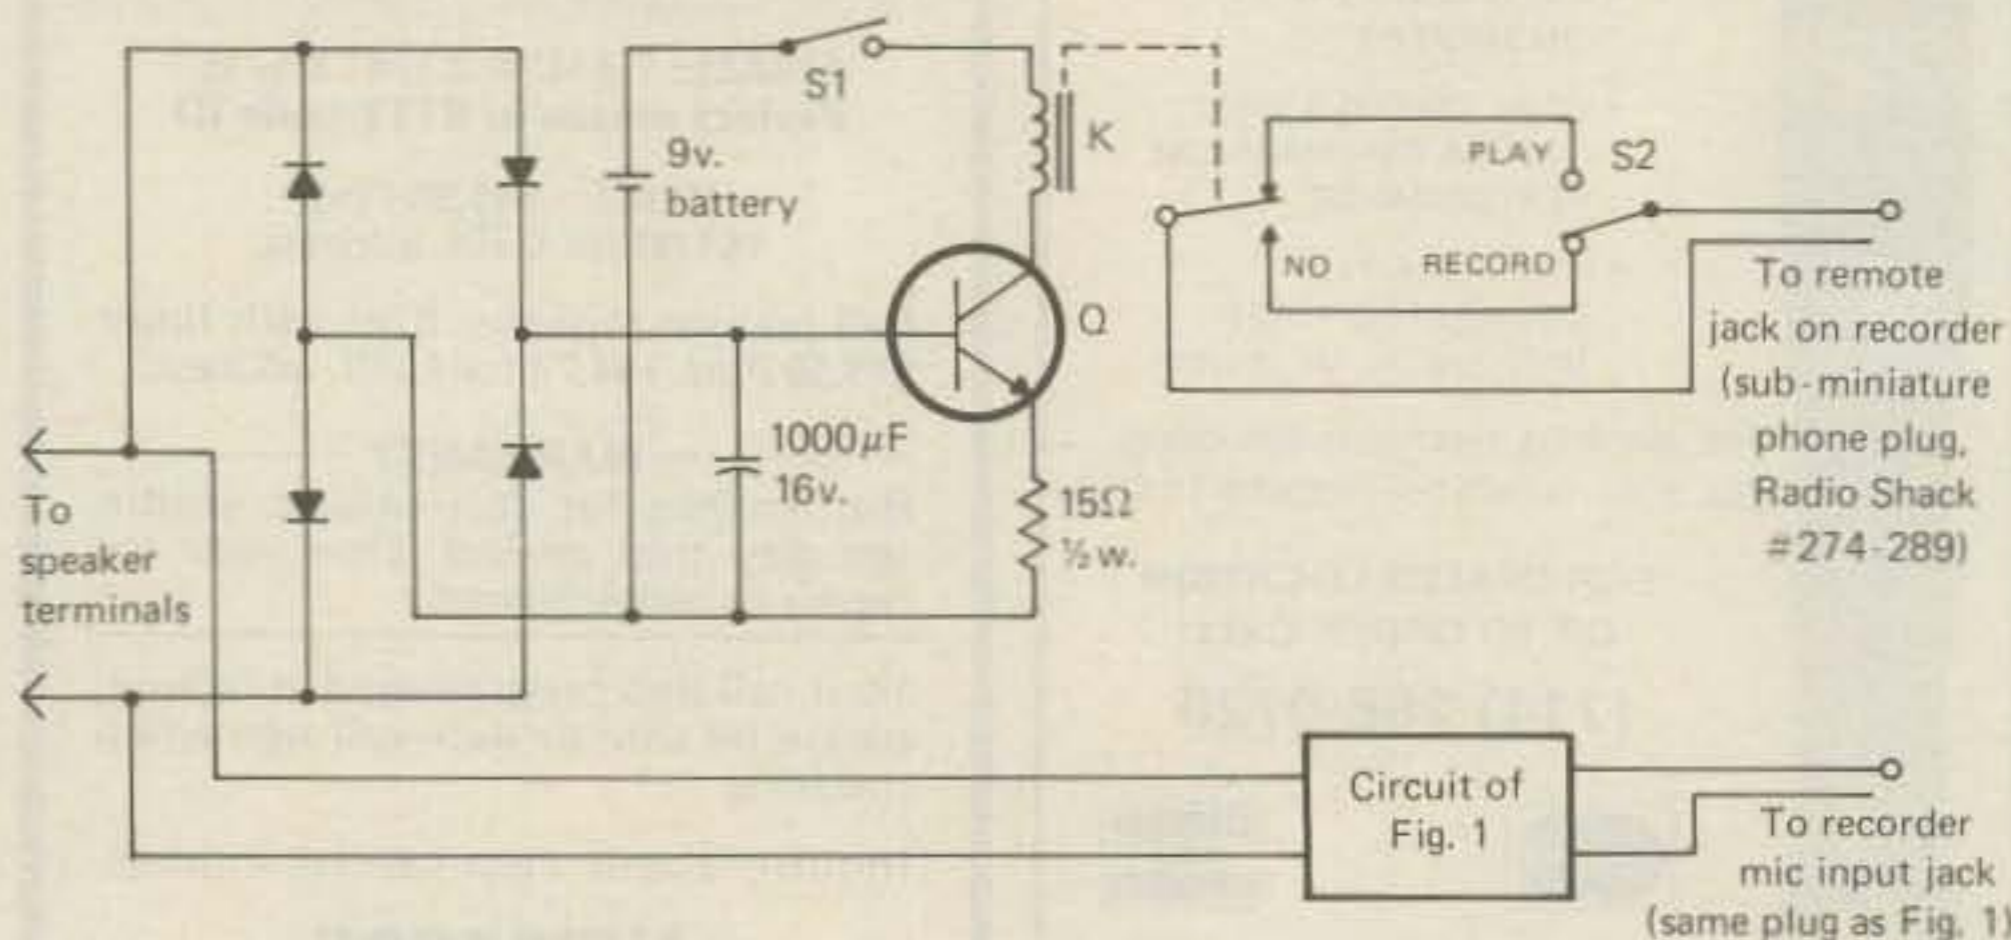 S1
9v.
battery
K
PLAY
S2
NO
RECORD
Q
To remote
jack on recorder
(sub-miniature
phone plug,
Radio Shack
#274-289)
1000μF
16v.
15Ω
½w.
To
speaker
terminals
Circuit of
Fig. 1
To recorder
mic input jack
(same plug as Fig. 1)